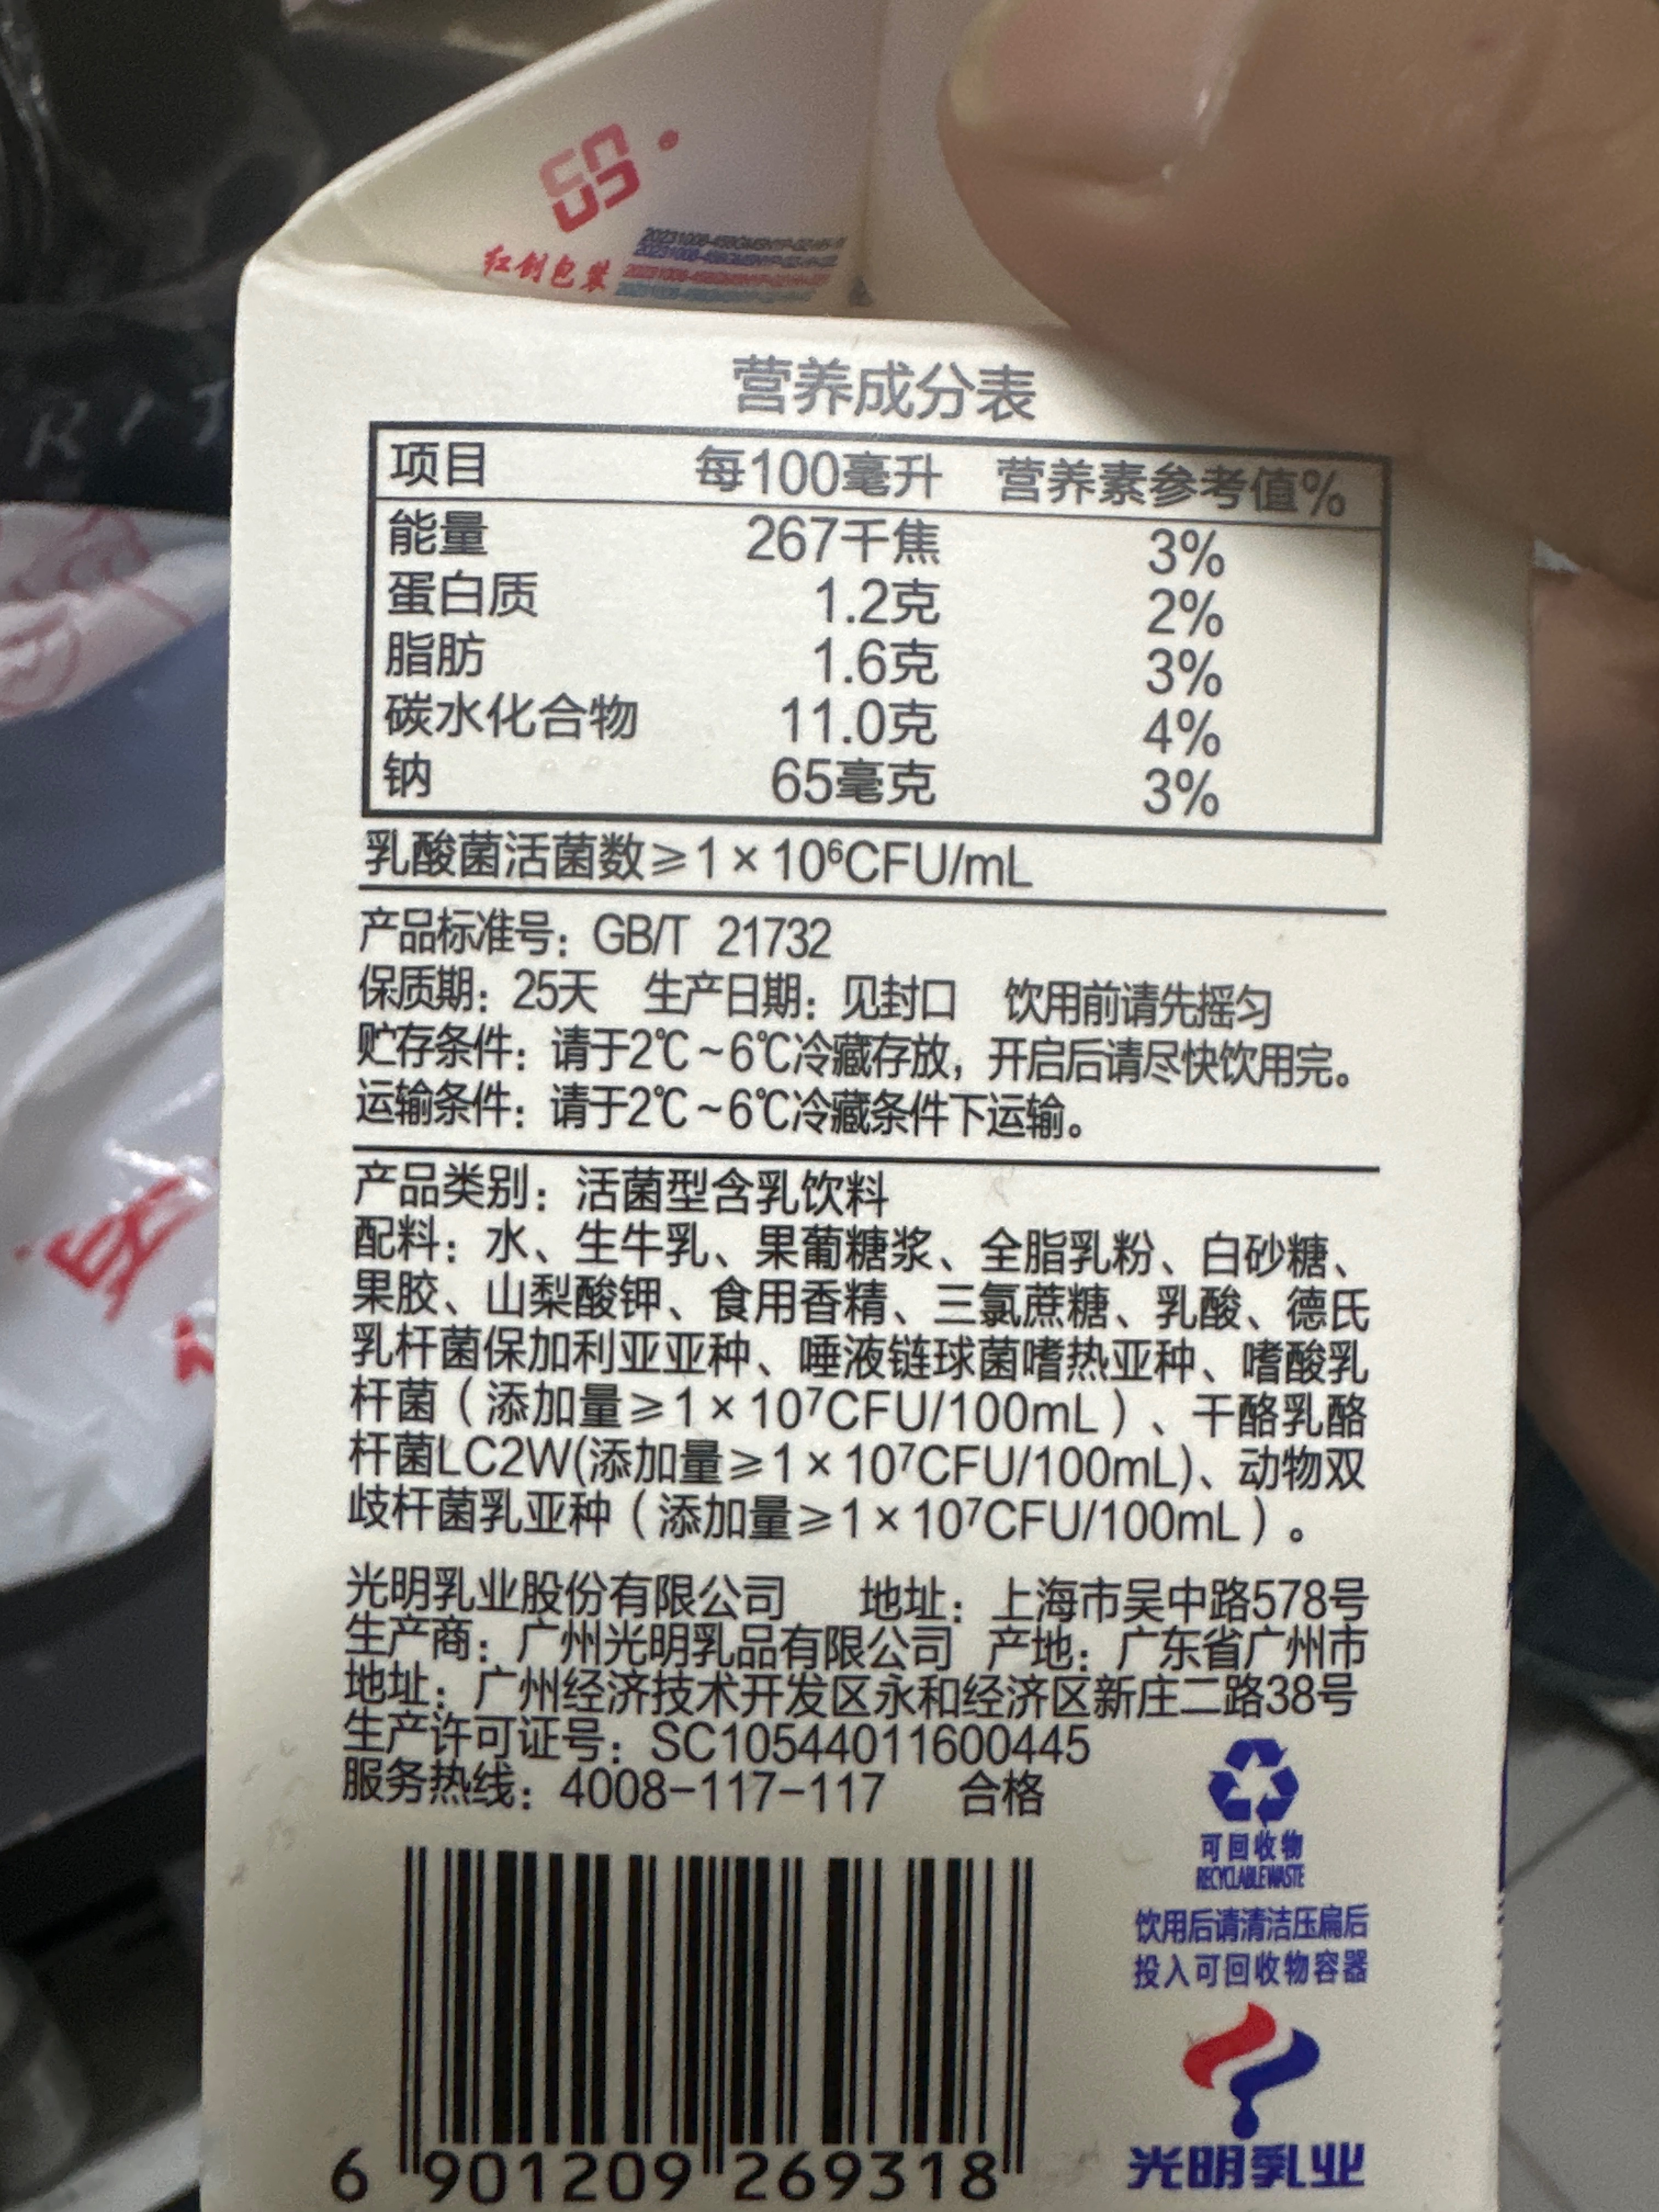 红创包装
营养成分表
项目 每100毫升 营养素参考值%
能量 267千焦 3%
蛋白质 1.2克 2%
脂肪 1.6克 3%
碳水化合物 11.0克 4%
钠 65毫克 3%
乳酸菌活菌数≥1×10⁶CFU/mL
产品标准号：GB/T 21732
保质期：25天 生产日期：见封口 饮用前请先摇匀
贮存条件：请于2℃~6℃冷藏存放，开启后请尽快饮用完。
运输条件：请于2℃~6℃冷藏条件下运输。
产品类别：活菌型含乳饮料
配料：水、生牛乳、果葡糖浆、全脂乳粉、白砂糖、
果胶、山梨酸钾、食用香精、三氯蔗糖、乳酸、德氏
乳杆菌保加利亚亚种、唾液链球菌嗜热亚种、嗜酸乳
杆菌（添加量≥1×10⁷CFU/100mL）、干酪乳酪
杆菌LC2W(添加量≥1×10⁷CFU/100mL)、动物双
歧杆菌乳亚种（添加量≥1×10⁷CFU/100mL）。
光明乳业股份有限公司 地址：上海市吴中路578号
生产商：广州光明乳品有限公司 产地：广东省广州市
地址：广州经济技术开发区永和经济区新庄二路38号
生产许可证号：SC10544011600445
服务热线：4008-117-117 合格
可回收物
RECYCLABLE WASTE
饮用后请清洁压扁后
投入可回收物容器
光明乳业
6 901209 269318